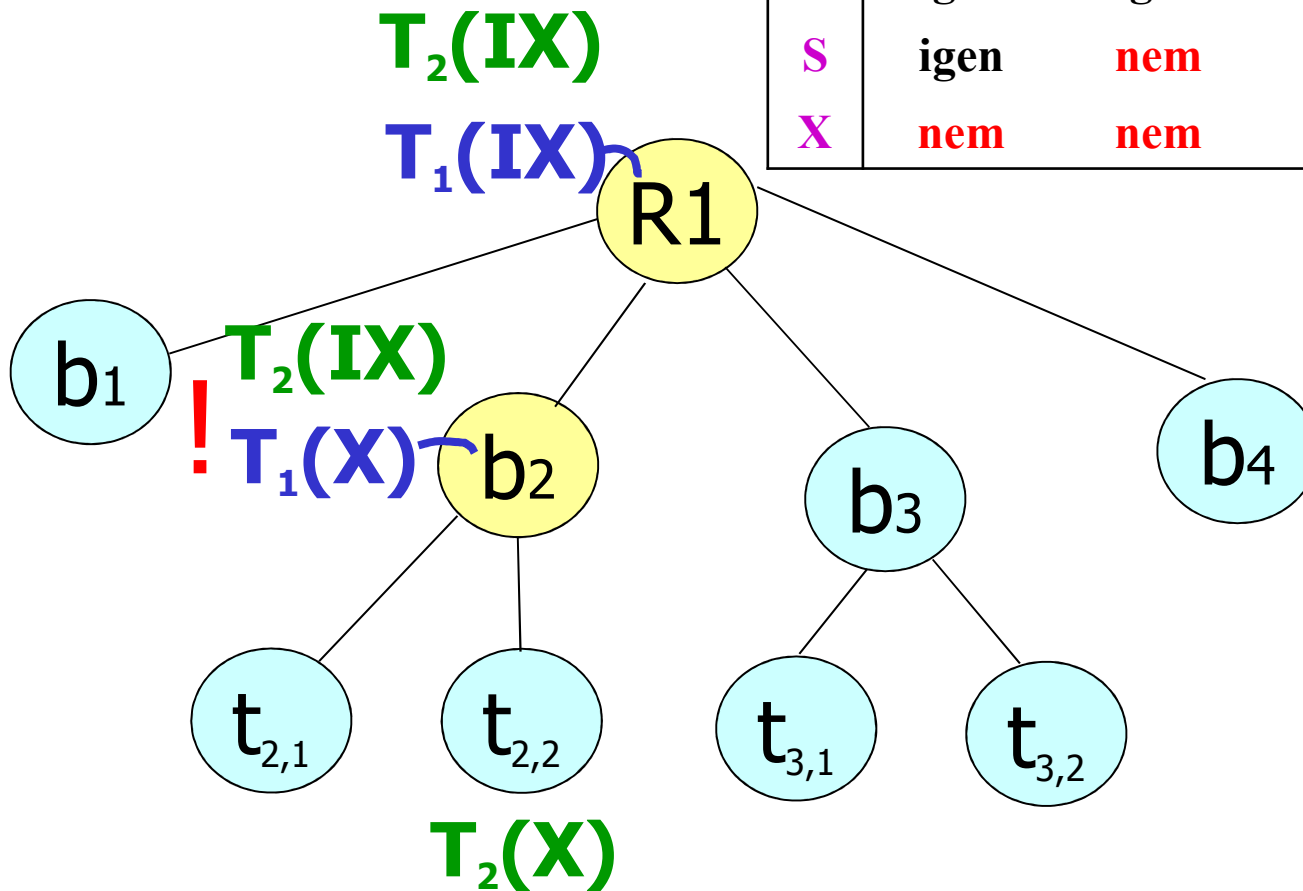 T₂(IX)
S igen nem
X nem nem
T₁(IX)
R1
b1
T₂(IX)
! T₁(X)
b2
b3
b4
t₂,₁
t₂,₂
t₃,₁
t₃,₂
T₂(X)